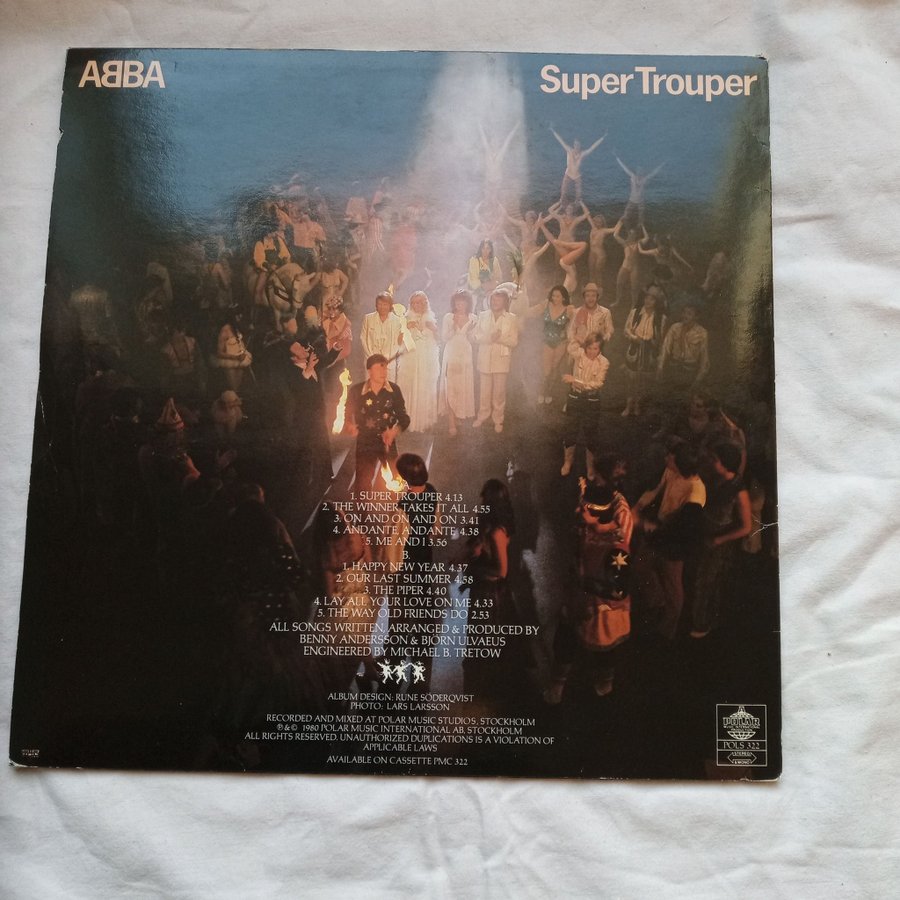 ABBA
Super Trouper
A.
1. SUPER TROUPER 4.13
2. THE WINNER TAKES IT ALL 4.55
3. ON AND ON AND ON 3.41
4. ANDANTE, ANDANTE 4.38
5. ME AND I 3.56
B.
1. HAPPY NEW YEAR 4.37
2. OUR LAST SUMMER 4.58
3. THE PIPER 4.40
4. LAY ALL YOUR LOVE ON ME 4.33
5. THE WAY OLD FRIENDS DO 2.53
ALL SONGS WRITTEN, ARRANGED & PRODUCED BY
BENNY ANDERSSON & BJÖRN ULVAEUS
ENGINEERED BY MICHAEL B. TRETOW
ALBUM DESIGN: RUNE SÖDERQVIST
PHOTO: LARS LARSSON
RECORDED AND MIXED AT POLAR MUSIC STUDIOS, STOCKHOLM
℗ & © 1980 POLAR MUSIC INTERNATIONAL AB, STOCKHOLM
ALL RIGHTS RESERVED. UNAUTHORIZED DUPLICATIONS IS A VIOLATION OF
APPLICABLE LAWS
AVAILABLE ON CASSETTE PMC 322
POLAR
POLS 322
STEREO
& MONO